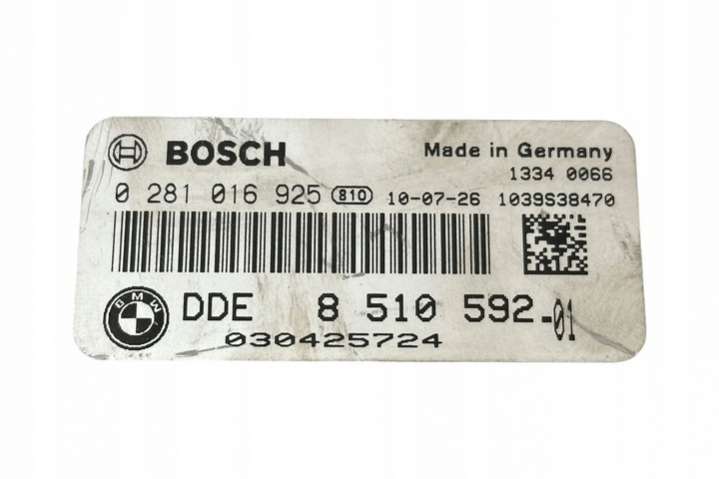 BOSCH
Made in Germany
1334 0066
0 281 016 925 810 10-07-26 1039S38470
BMW
DDE 8 510 592-01
030425724